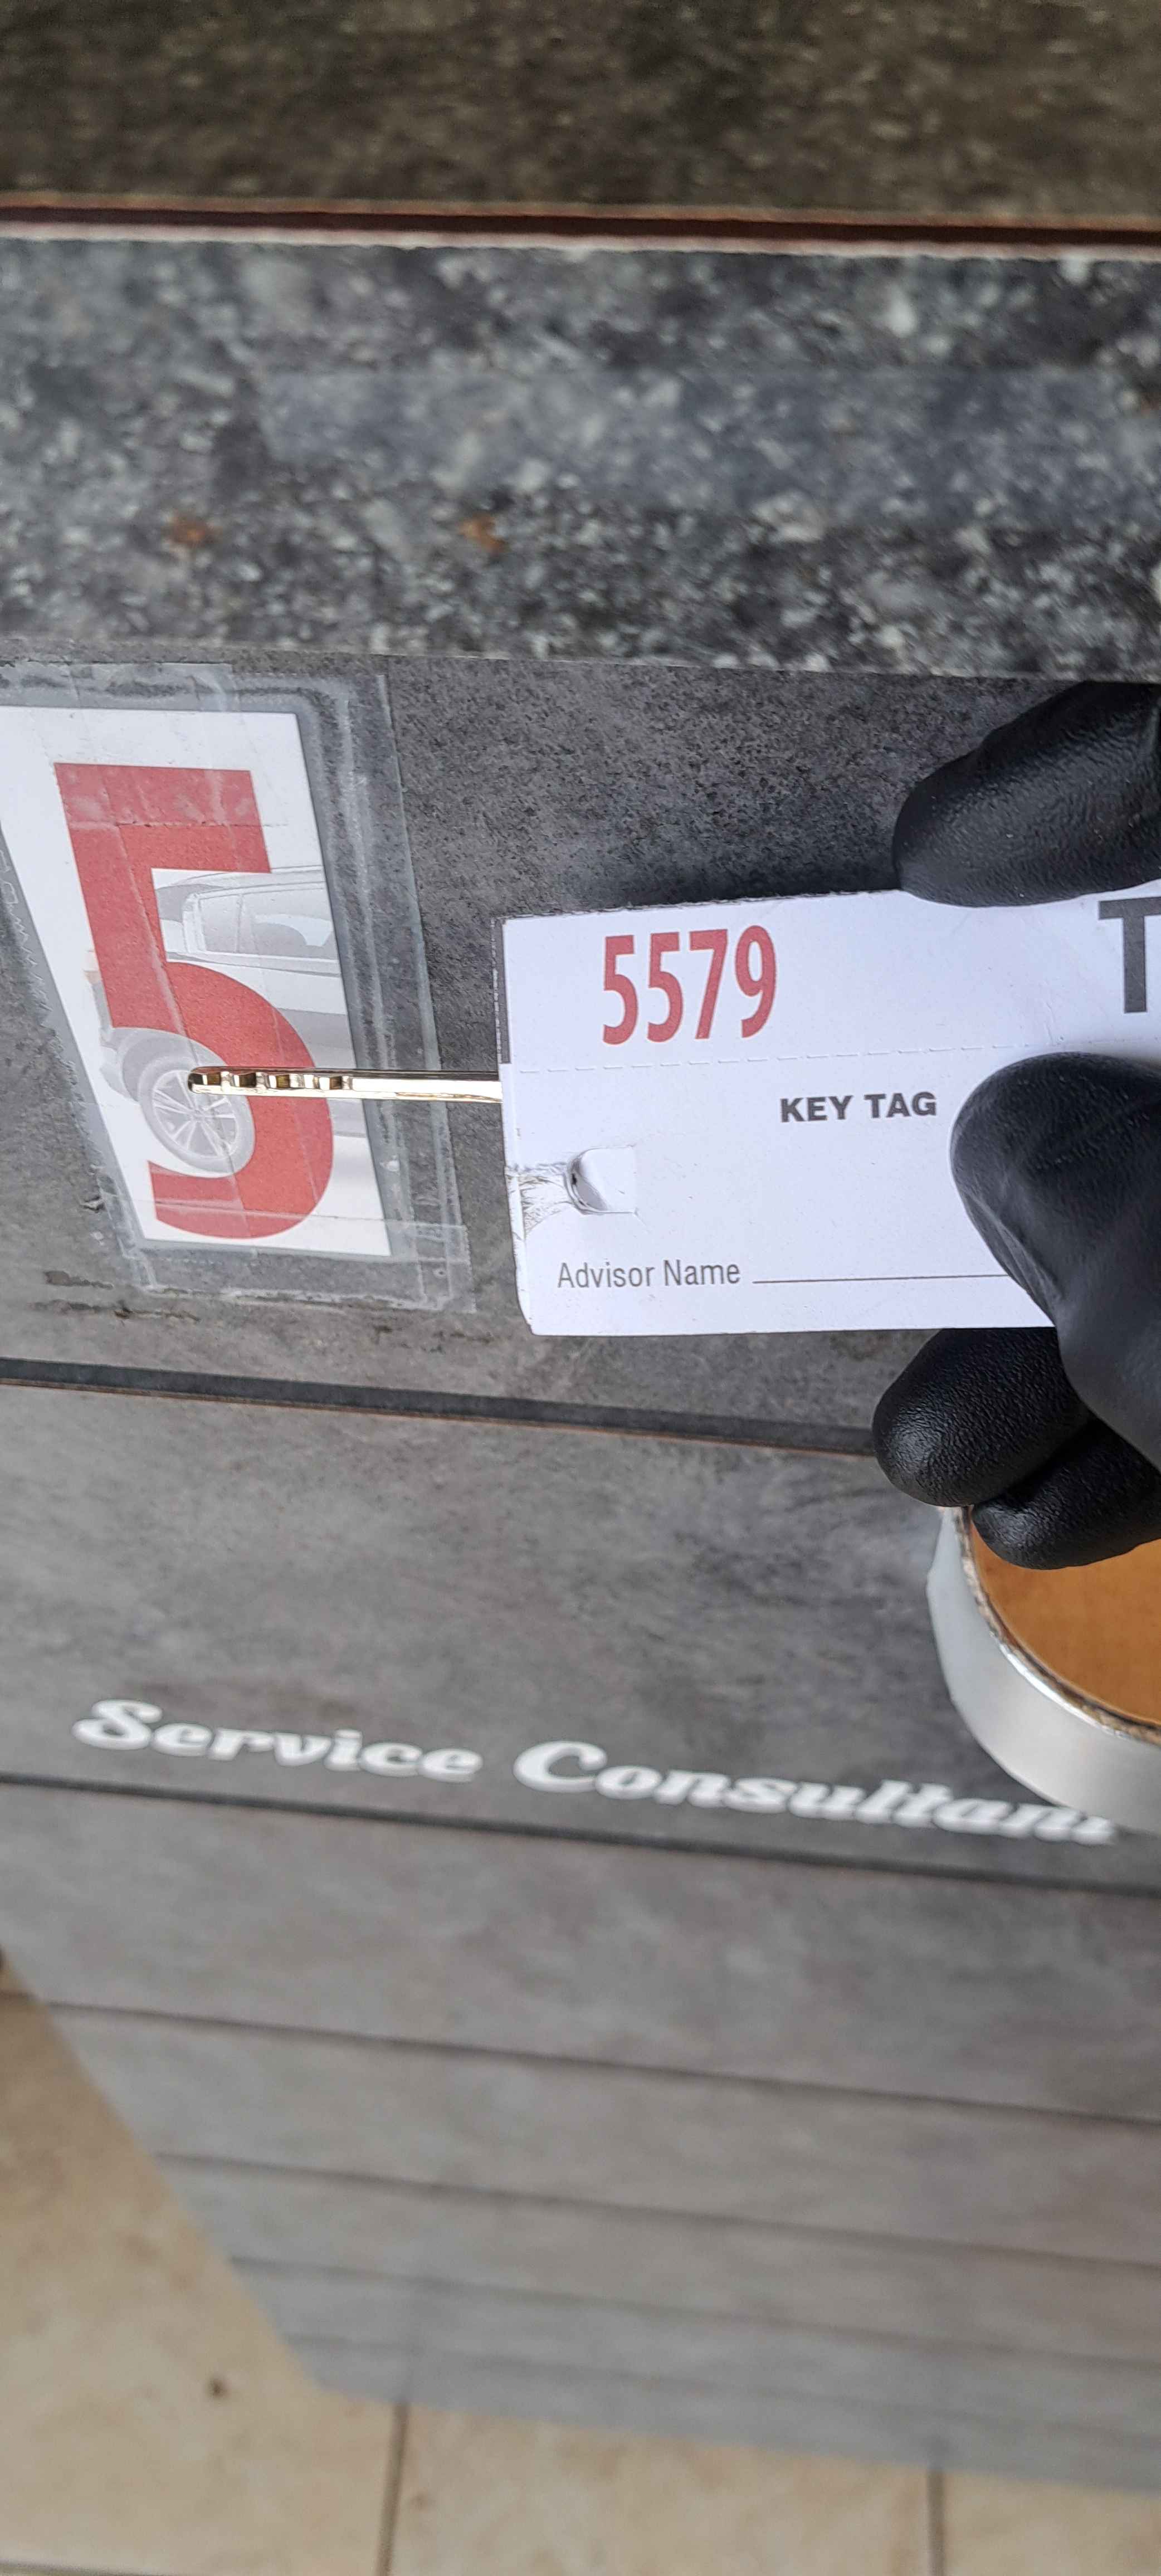 5
5579
T
KEY TAG
Advisor Name
Service Consultant